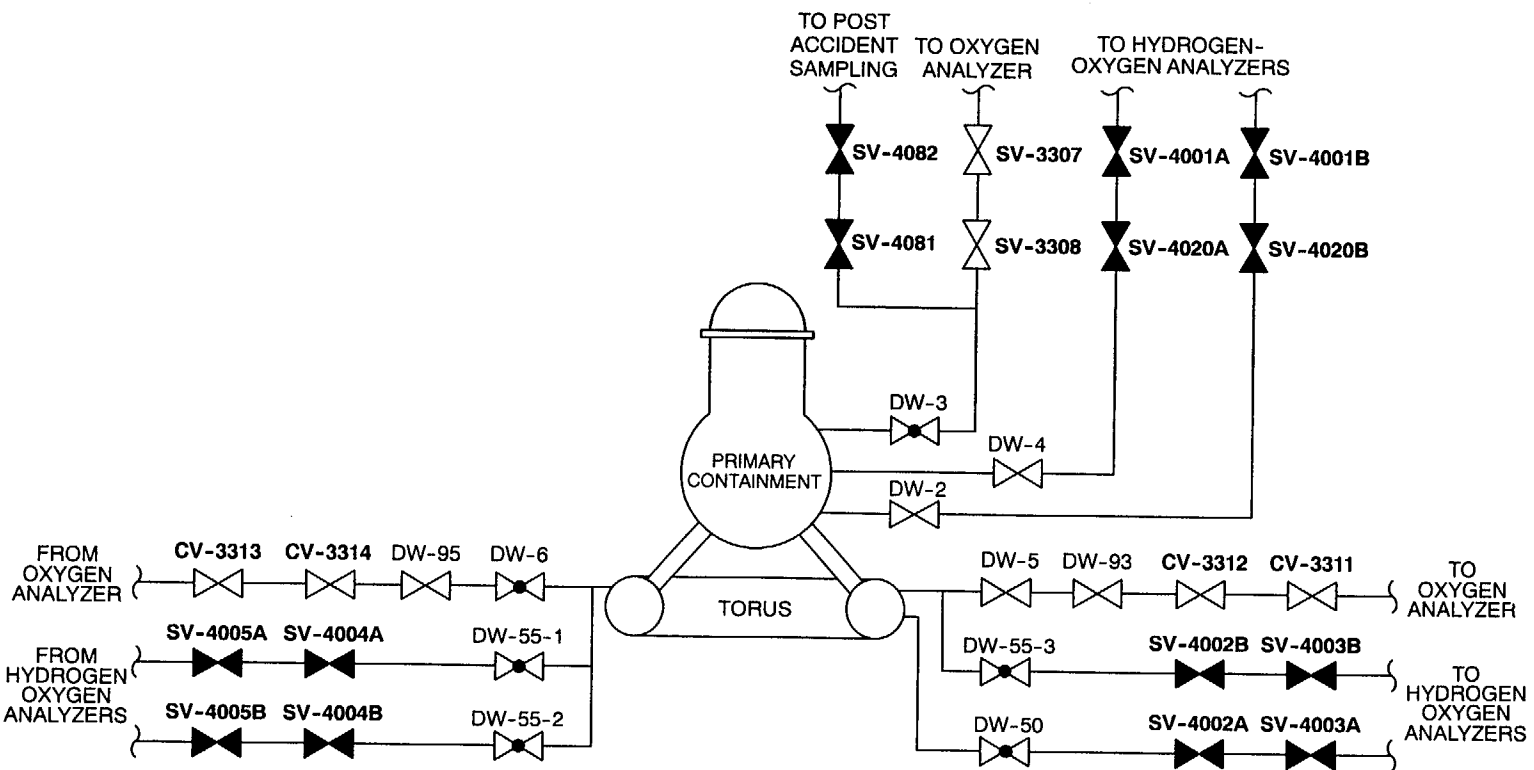 TO POST
ACCIDENT
SAMPLING
TO OXYGEN
ANALYZER
TO HYDROGEN-
OXYGEN ANALYZERS
SV-4082
SV-3307
SV-4001A
SV-4001B
SV-4081
SV-3308
SV-4020A
SV-4020B
DW-3
DW-4
PRIMARY
CONTAINMENT
DW-2
FROM
OXYGEN
ANALYZER
CV-3313
CV-3314
DW-95
DW-6
TORUS
DW-5
DW-93
CV-3312
CV-3311
TO
OXYGEN
ANALYZER
FROM
HYDROGEN
OXYGEN
ANALYZERS
SV-4005A
SV-4004A
DW-55-1
DW-55-3
SV-4002B
SV-4003B
TO
HYDROGEN
OXYGEN
ANALYZERS
SV-4005B
SV-4004B
DW-55-2
DW-50
SV-4002A
SV-4003A